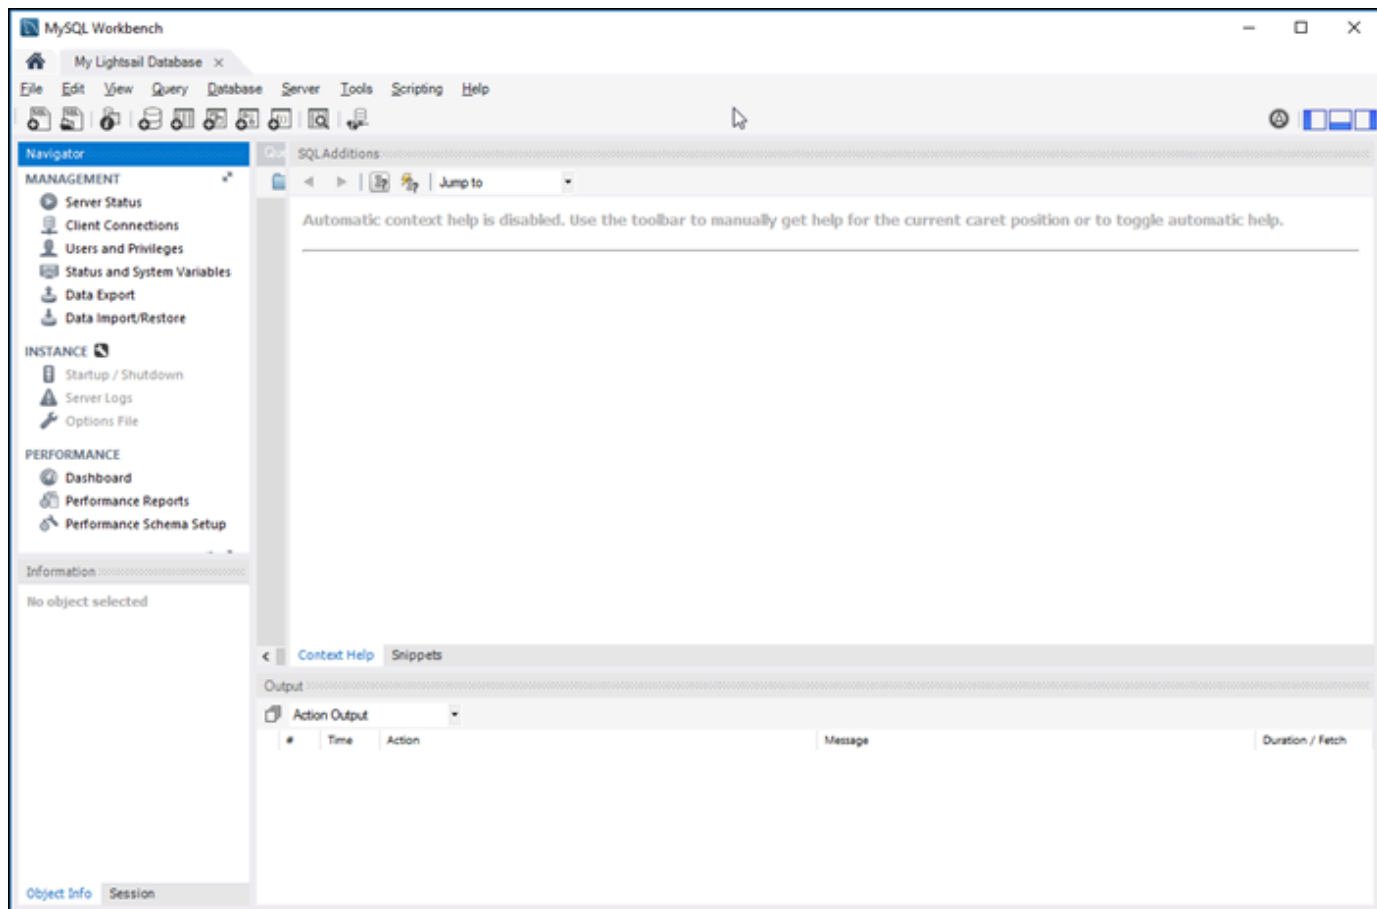 MySQL Workbench
My Lightsail Database
File Edit View Query Database Server Tools Scripting Help
Navigator
MANAGEMENT
Server Status
Client Connections
Users and Privileges
Status and System Variables
Data Export
Data Import/Restore
INSTANCE
Startup / Shutdown
Server Logs
Options File
PERFORMANCE
Dashboard
Performance Reports
Performance Schema Setup
Information
No object selected
Object Info Session
SQLAdditions
Jump to
Automatic context help is disabled. Use the toolbar to manually get help for the current caret position or to toggle automatic help.
Context Help Snippets
Output
Action Output
# Time Action Message Duration / Fetch